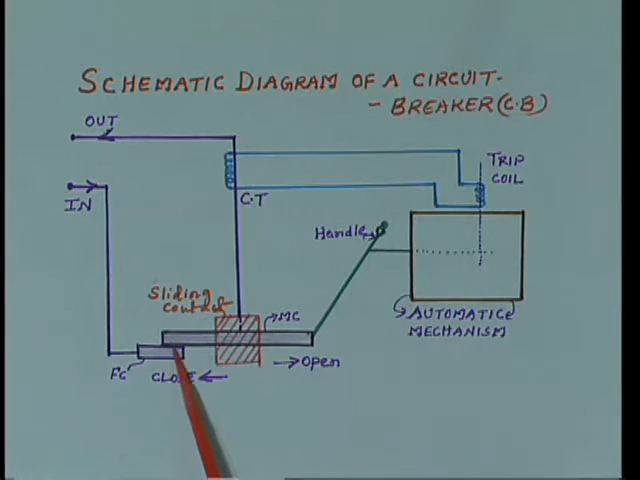 SCHEMATIC DIAGRAM OF A CIRCUIT-
- BREAKER (C.B)
OUT
TRIP
COIL
C.T
IN
Handle
Sliding
contact
MC
AUTOMATICE
MECHANISM
Open
FC
CLOSE